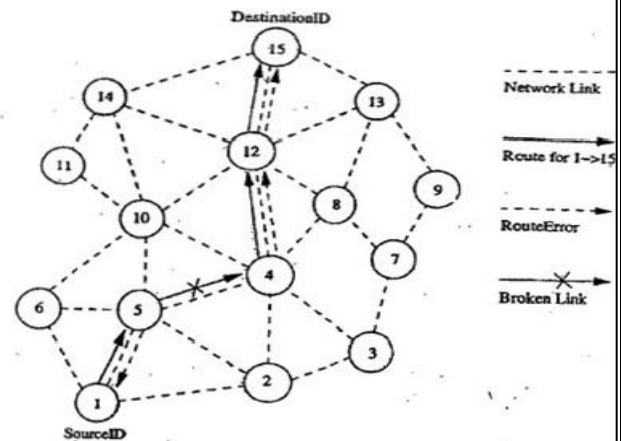 DestinationID
15
14
13
Network Link
12
11
Route for 1->15
9
8
10
RouteError
7
4
6
5
Broken Link
3
2
1
SourceID